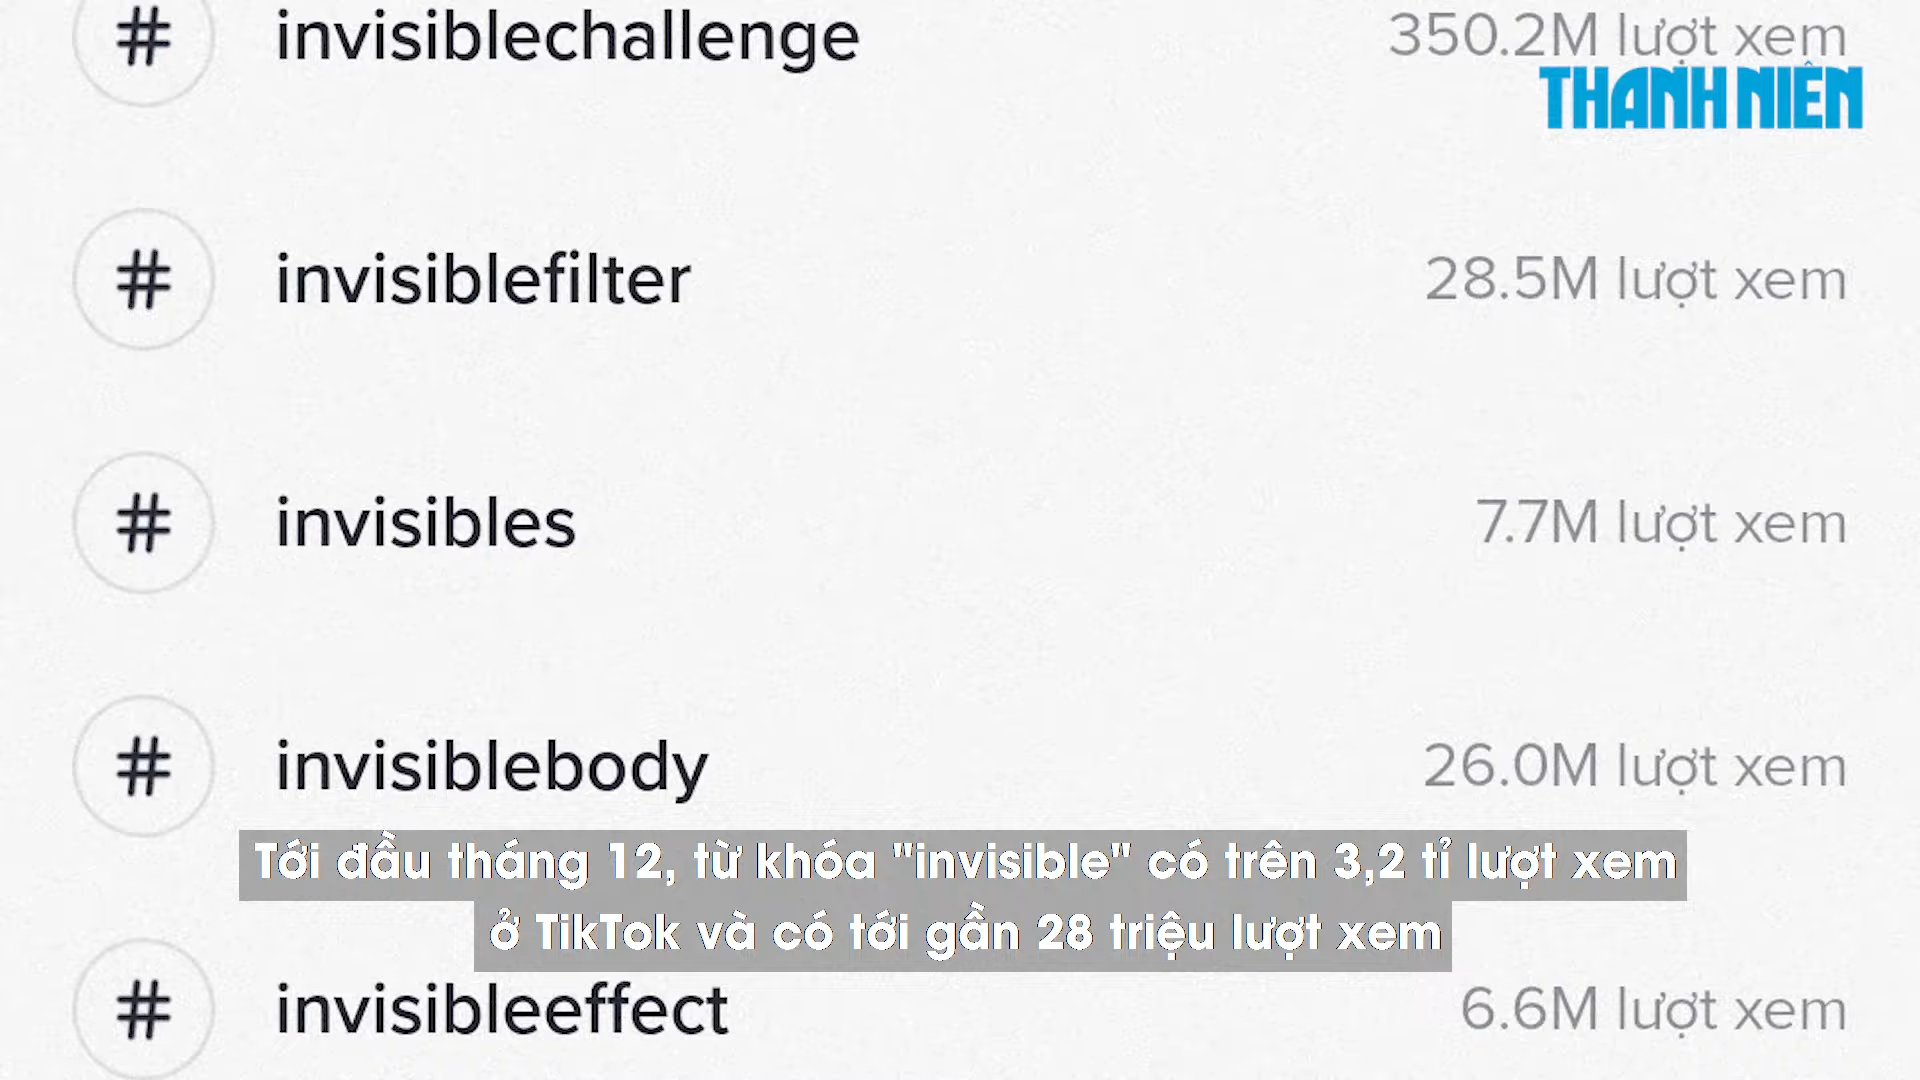 # invisiblechallenge 350.2M lượt xem
THANH NIÊN
# invisiblefilter 28.5M lượt xem
# invisibles 7.7M lượt xem
# invisiblebody 26.0M lượt xem
Tới đầu tháng 12, từ khóa "invisible" có trên 3,2 tỉ lượt xem
ở TikTok và có tới gần 28 triệu lượt xem
# invisibleeffect 6.6M lượt xem